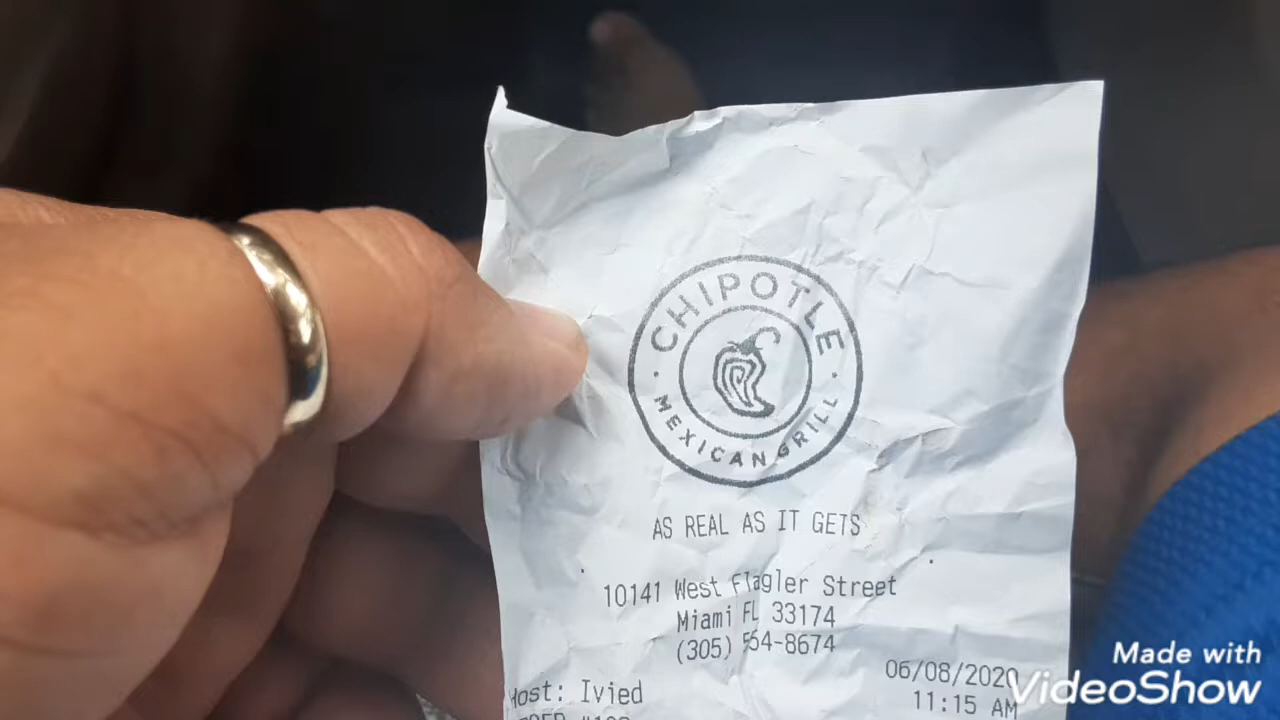 CHIPOTLE
MEXICAN GRILL
AS REAL AS IT GETS
10141 West Flagler Street
Miami FL 33174
(305) 554-8674
06/08/2020
Host: Ivied
11:15 AM
Made with
VideoShow